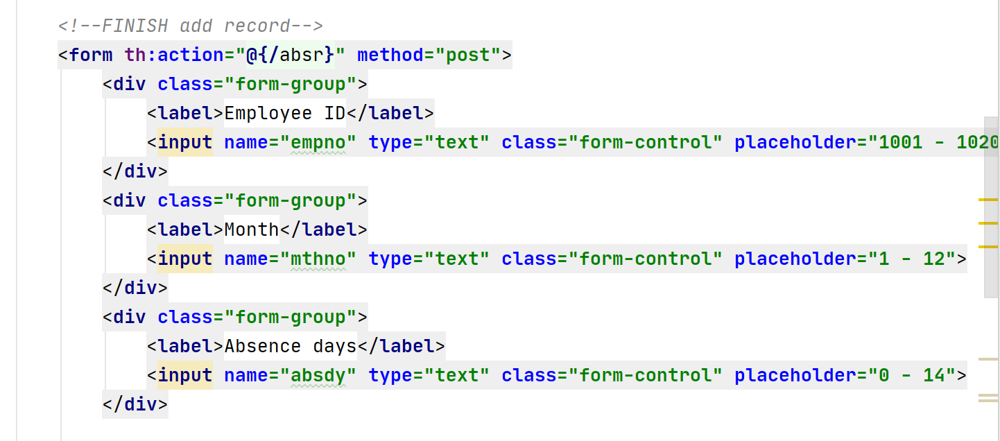 <!--FINISH add record-->
<form th:action="@{/absr}" method="post">
<div class="form-group">
<label>Employee ID</label>
<input name="empno" type="text" class="form-control" placeholder="1001 - 1020
</div>
<div class="form-group">
<label>Month</label>
<input name="mthno" type="text" class="form-control" placeholder="1 - 12">
</div>
<div class="form-group">
<label>Absence days</label>
<input name="absdy" type="text" class="form-control" placeholder="0 - 14">
</div>